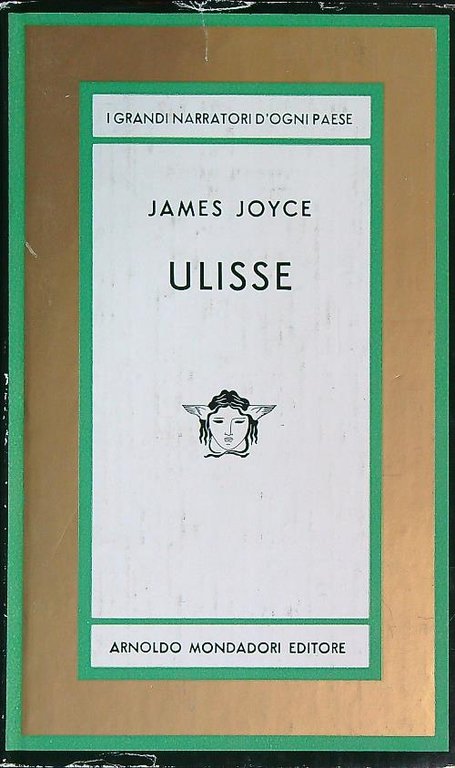 I GRANDI NARRATORI D'OGNI PAESE
JAMES JOYCE
ULISSE
ARNOLDO MONDADORI EDITORE